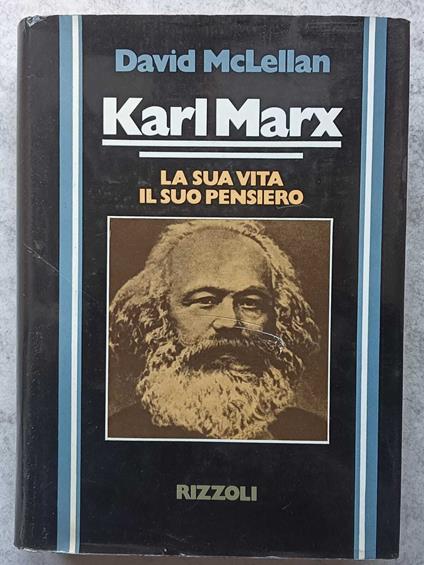 David McLellan
Karl Marx
LA SUA VITA
IL SUO PENSIERO
RIZZOLI